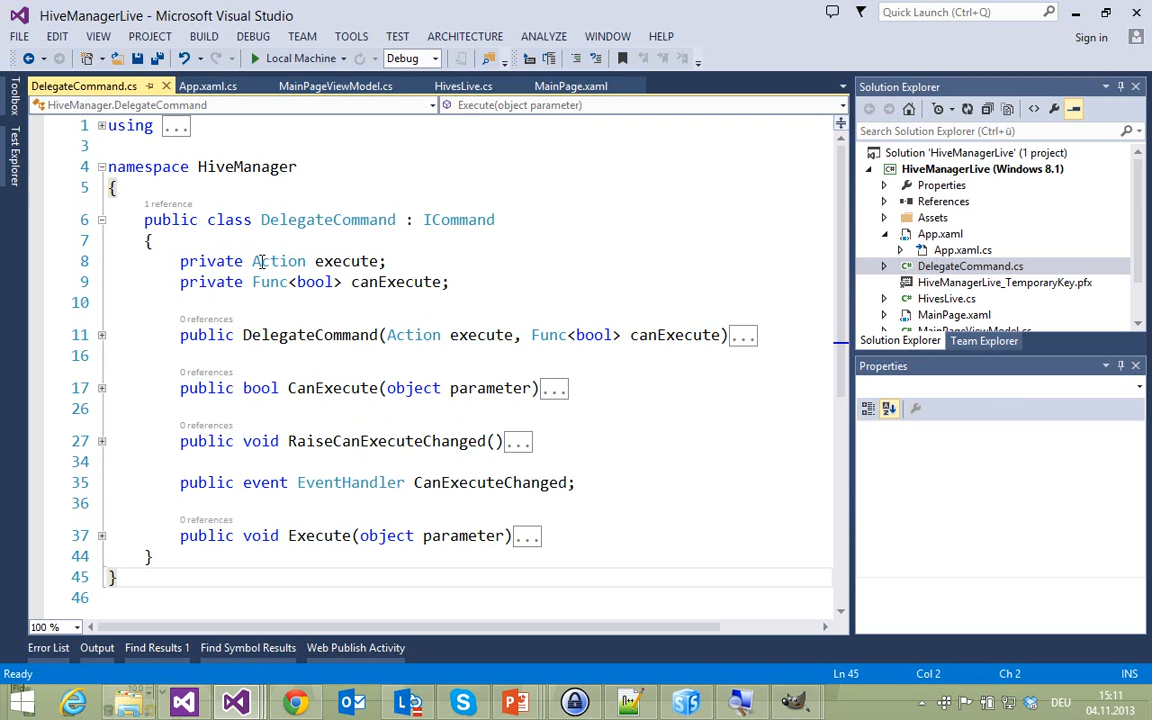 HiveManagerLive - Microsoft Visual Studio
Quick Launch (Ctrl+Q)
FILE EDIT VIEW PROJECT BUILD DEBUG TEAM TOOLS TEST ARCHITECTURE ANALYZE WINDOW HELP
Sign in
Local Machine
Debug
Toolbox
Test Explorer
DelegateCommand.cs App.xaml.cs MainPageViewModel.cs HivesLive.cs MainPage.xaml
HiveManager.DelegateCommand
Execute(object parameter)
1 using ...
3
4 namespace HiveManager
5 {
1 reference
6 public class DelegateCommand : ICommand
7 {
8 private Action execute;
9 private Func<bool> canExecute;
10
0 references
11 public DelegateCommand(Action execute, Func<bool> canExecute)...
16
0 references
17 public bool CanExecute(object parameter)...
26
0 references
27 public void RaiseCanExecuteChanged()...
34
35 public event EventHandler CanExecuteChanged;
36
0 references
37 public void Execute(object parameter)...
44 }
45 }
46
100 %
Solution Explorer
Search Solution Explorer (Ctrl+ü)
Solution 'HiveManagerLive' (1 project)
HiveManagerLive (Windows 8.1)
Properties
References
Assets
App.xaml
App.xaml.cs
DelegateCommand.cs
HiveManagerLive_TemporaryKey.pfx
HivesLive.cs
MainPage.xaml
MainPageViewModel.cs
Solution Explorer Team Explorer
Properties
Error List Output Find Results 1 Find Symbol Results Web Publish Activity
Ready
Ln 45 Col 2 Ch 2 INS
DEU
15:11
04.11.2013